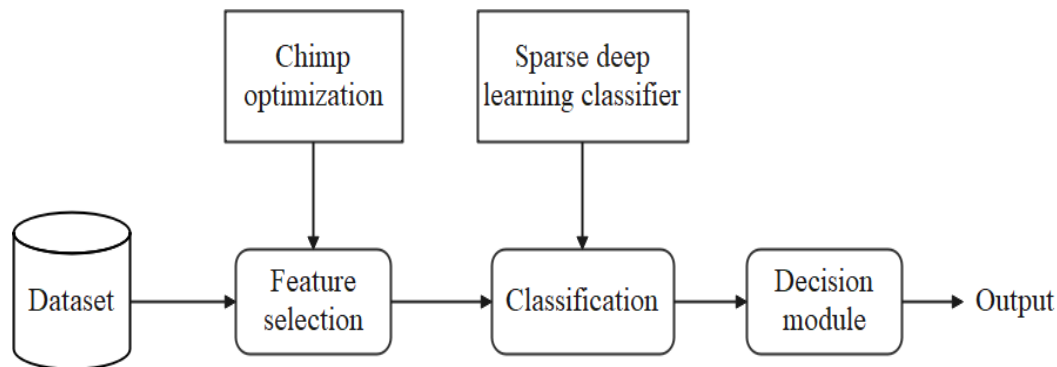 Chimp
optimization
Sparse deep
learning classifier
Dataset
Feature
selection
Classification
Decision
module
Output